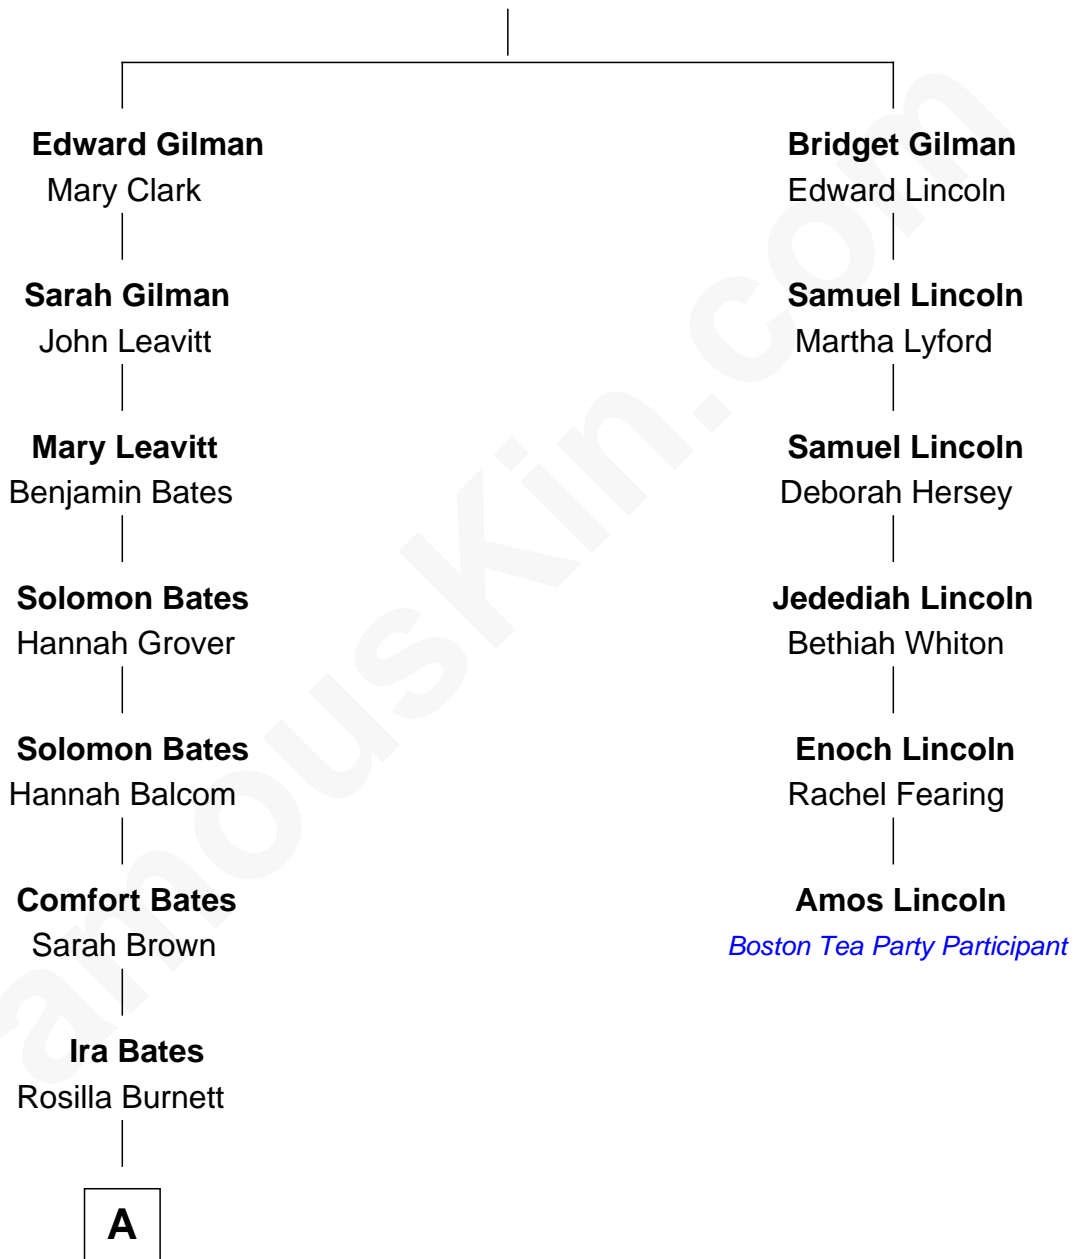 Edward Gilman
Mary Clark
Sarah Gilman
John Leavitt
Mary Leavitt
Benjamin Bates
Solomon Bates
Hannah Grover
Solomon Bates
Hannah Balcom
Comfort Bates
Sarah Brown
Ira Bates
Rosilla Burnett
A
Bridget Gilman
Edward Lincoln
Samuel Lincoln
Martha Lyford
Samuel Lincoln
Deborah Hersey
Jedediah Lincoln
Bethiah Whiton
Enoch Lincoln
Rachel Fearing
Amos Lincoln
Boston Tea Party Participant
amouskin.com